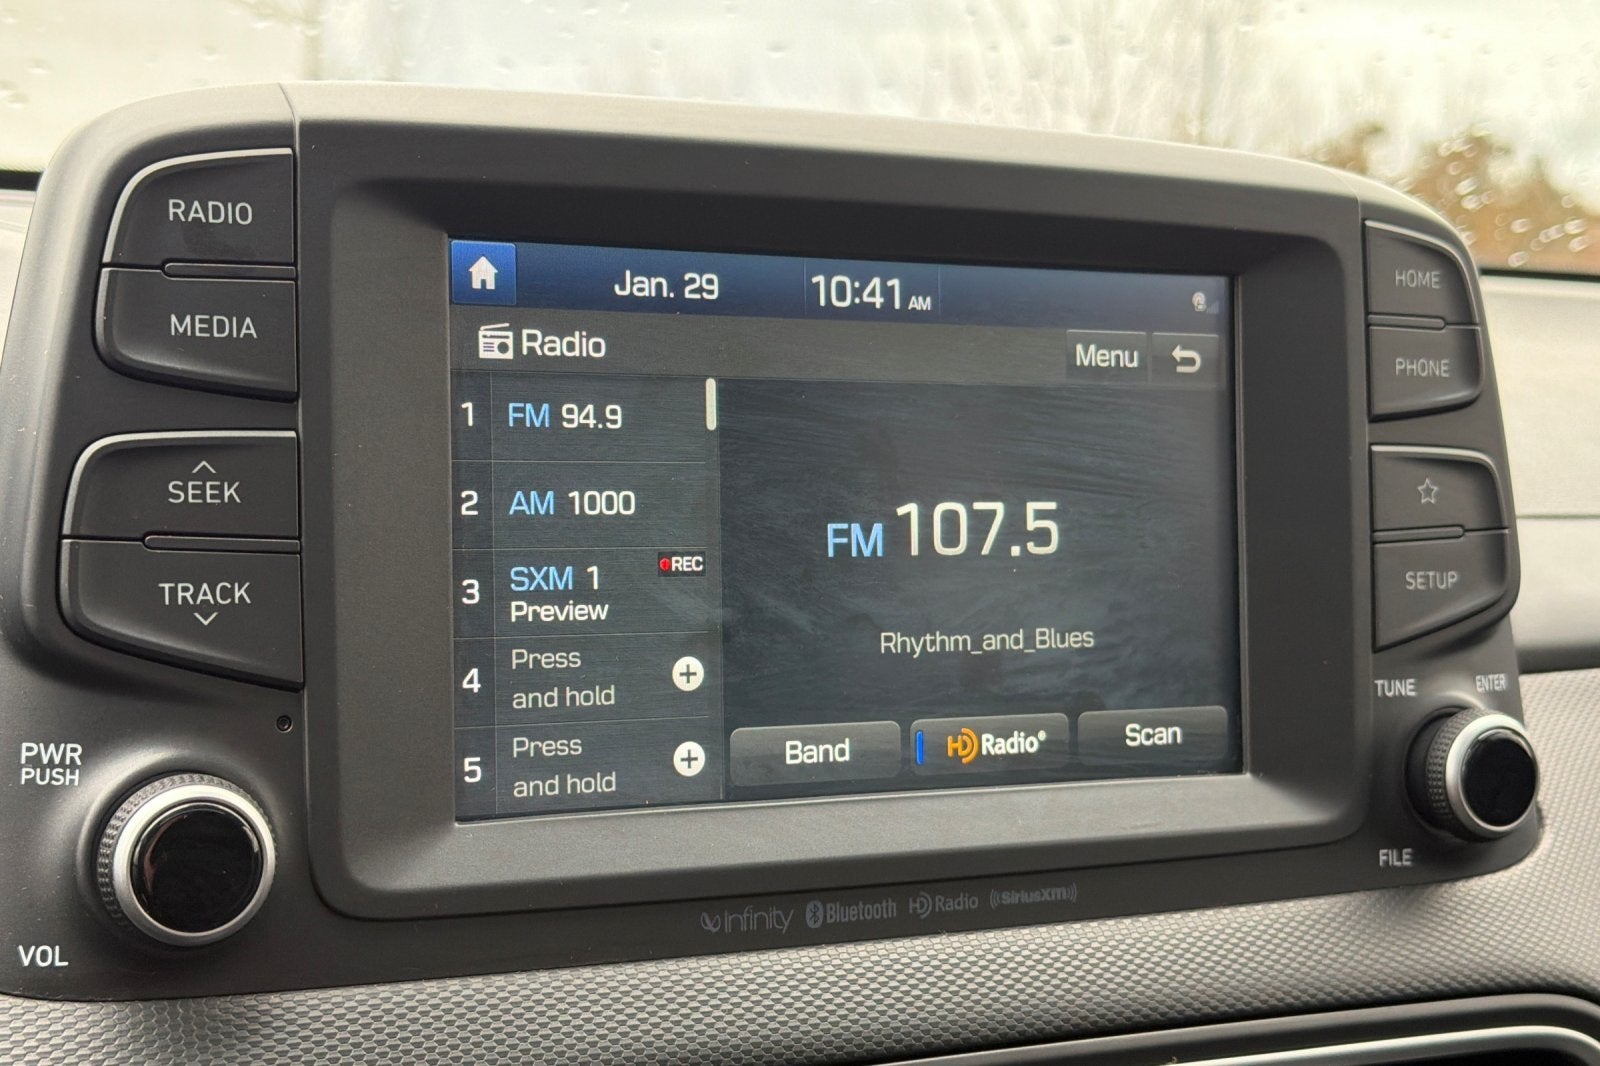 RADIO
MEDIA
SEEK
TRACK
PWR
PUSH
VOL
Jan. 29
10:41 AM
Radio
Menu
1 FM 94.9
2 AM 1000
3 SXM 1 REC
Preview
4 Press
and hold
5 Press
and hold
FM 107.5
Rhythm_and_Blues
Band
HD Radio®
Scan
HOME
PHONE
SETUP
TUNE
ENTER
FILE
infinity Bluetooth HD Radio ((SiriusXM))